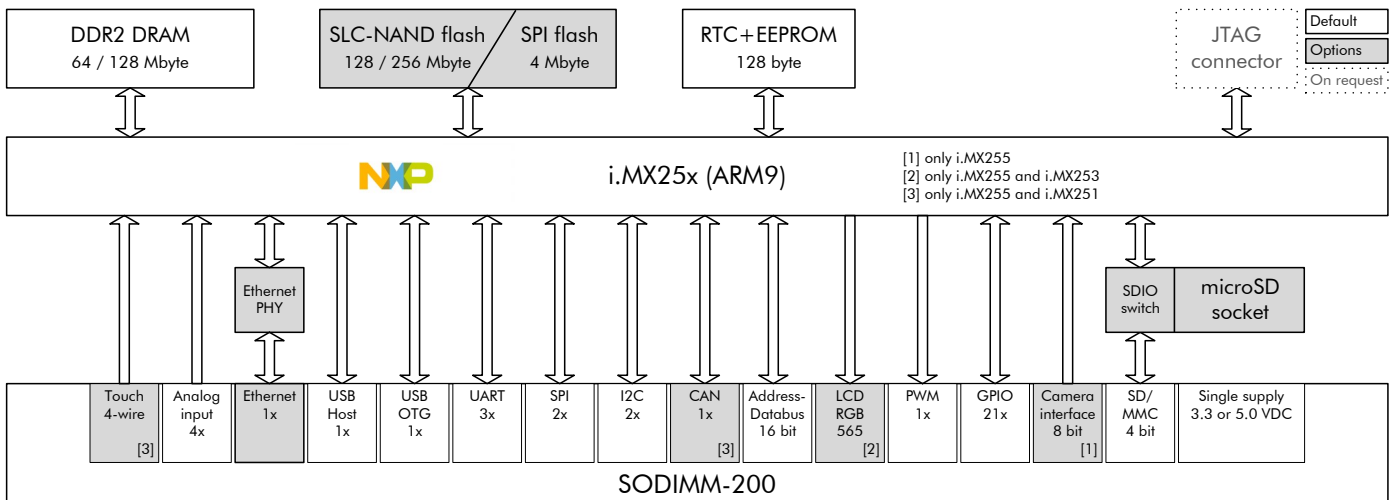 DDR2 DRAM
64 / 128 Mbyte
SLC-NAND flash
128 / 256 Mbyte
SPI flash
4 Mbyte
RTC+EEPROM
128 byte
JTAG
connector
Default
Options
On request
NXP
i.MX25x (ARM9)
[1] only i.MX255
[2] only i.MX255 and i.MX253
[3] only i.MX255 and i.MX251
Ethernet
PHY
SDIO
switch
microSD
socket
Touch
4-wire
[3]
Analog
input
4x
Ethernet
1x
USB
Host
1x
USB
OTG
1x
UART
3x
SPI
2x
I2C
2x
CAN
1x
[3]
Address-
Databus
16 bit
LCD
RGB
565
[2]
PWM
1x
GPIO
21x
Camera
interface
8 bit
[1]
SD/
MMC
4 bit
Single supply
3.3 or 5.0 VDC
SODIMM-200